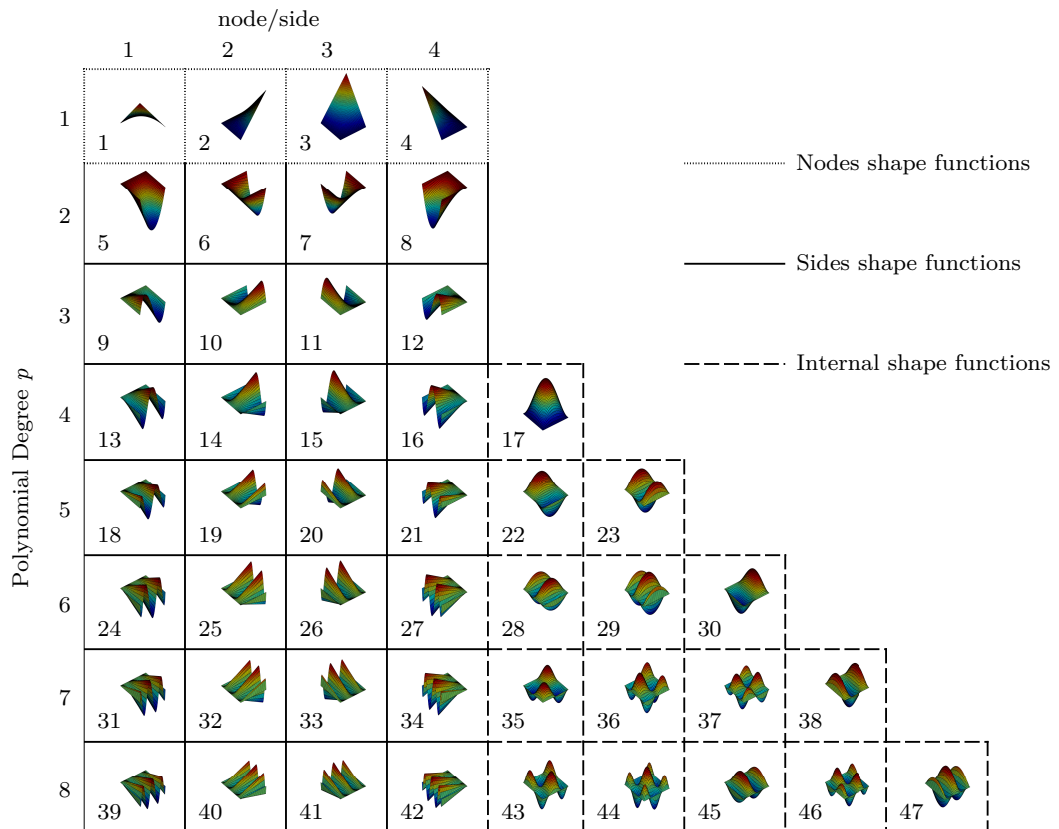 node/side
1 2 3 4
1
1 2 3 4
Nodes shape functions
2
5 6 7 8
Sides shape functions
3
9 10 11 12
Internal shape functions
Polynomial Degree p
4
13 14 15 16 17
5
18 19 20 21 22 23
6
24 25 26 27 28 29 30
7
31 32 33 34 35 36 37 38
8
39 40 41 42 43 44 45 46 47